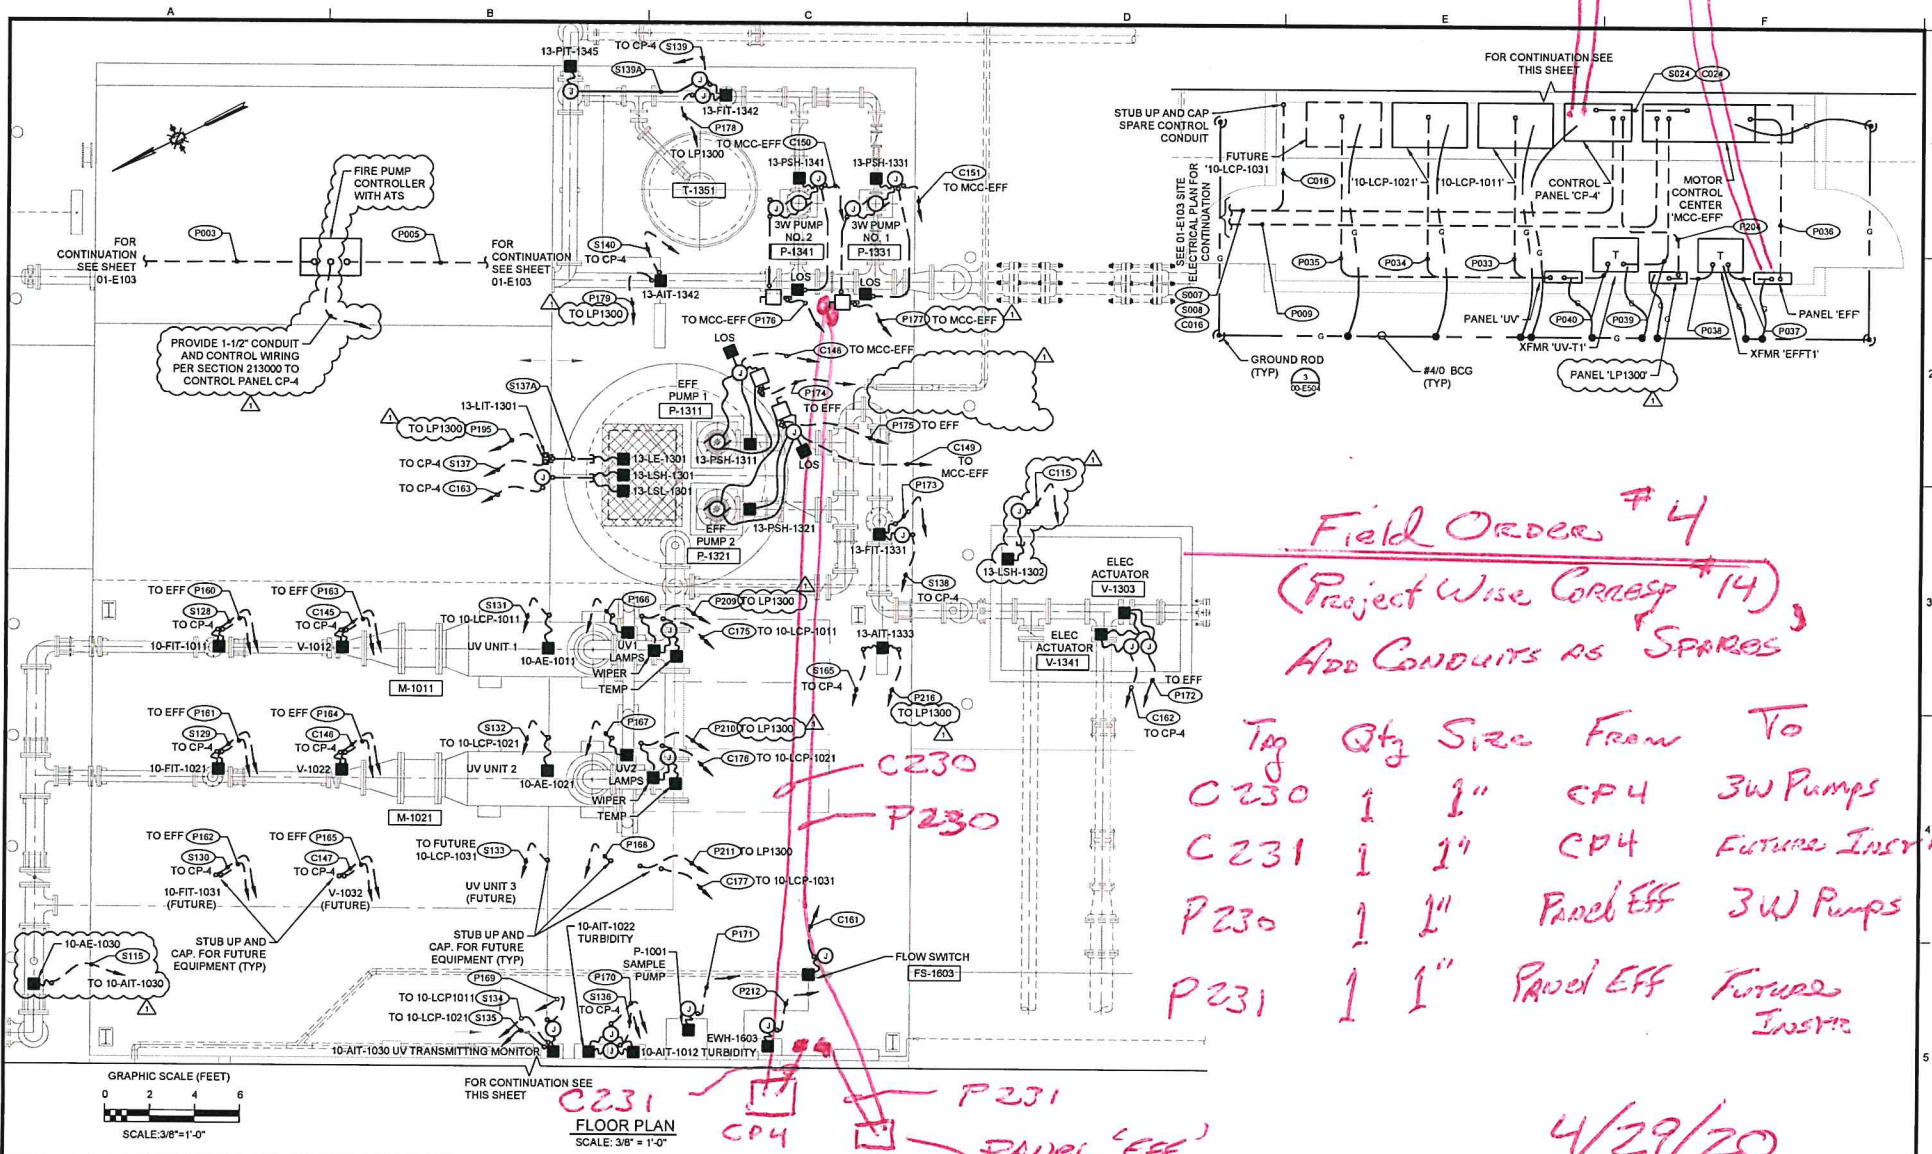 A B C D E F
13-PIT-1345
TO CP-4 S139
S139A
13-FIT-1342
P178
TO LP1300
TO MCC-EFF C150
13-PSH-1341
13-PSH-1331
C151
TO MCC-EFF
T-1351
3W PUMP
NO. 2
P-1341
3W PUMP
NO. 1
P-1331
LOS
LOS
S140
TO CP-4
13-AIT-1342
P179
TO LP1300
TO MCC-EFF P176
P177 TO MCC-EFF
FIRE PUMP
CONTROLLER
WITH ATS
P003
P005
FOR
CONTINUATION
SEE SHEET
01-E103
FOR
CONTINUATION
SEE SHEET
01-E103
PROVIDE 1-1/2" CONDUIT
AND CONTROL WIRING
PER SECTION 213000 TO
CONTROL PANEL CP-4
FOR CONTINUATION SEE
THIS SHEET
S024 C024
STUB UP AND CAP
SPARE CONTROL
CONDUIT
FUTURE
'10-LCP-1031
C016
'10-LCP-1021'
'10-LCP-1011'
CONTROL
PANEL 'CP-4'
MOTOR
CONTROL
CENTER
'MCC-EFF'
SEE 01-E103 SITE
ELECTRICAL PLAN FOR
CONTINUATION
P204
P036
P035
P034
P033
T
T
S007
S008
C016
P009
PANEL 'UV'
P040
P039
P038
P037
PANEL 'EFF'
XFMR 'UV-T1'
XFMR 'EFFT1'
GROUND ROD
(TYP)
3
00-E504
#4/0 BCG
(TYP)
PANEL 'LP1300'
LOS
C148 TO MCC-EFF
EFF
PUMP 1
P-1311
P174
TO EFF
P175 TO EFF
C149
TO
MCC-EFF
S137A
13-LIT-1301
TO LP1300 P195
TO CP-4 S137
TO CP-4 C163
13-LE-1301
13-LSH-1301
13-LSL-1301
13-PSH-1311
LOS
13-PSH-1321
EFF
PUMP 2
P-1321
P173
13-FIT-1331
S138
TO CP-4
C115
13-LSH-1302
ELEC
ACTUATOR
V-1303
ELEC
ACTUATOR
V-1341
TO EFF
P172
C162
TO CP-4
13-AIT-1333
S165
TO CP-4
P216
TO LP1300
TO EFF P160
S128
TO CP-4
10-FIT-1011
TO EFF P163
C145
TO CP-4
V-1012
S131
TO 10-LCP-1011
UV UNIT 1
10-AE-1011
P166
UV1
LAMPS
WIPER
TEMP
P209 TO LP1300
C175 TO 10-LCP-1011
M-1011
TO EFF P161
S129
TO CP-4
10-FIT-1021
TO EFF P164
C146
TO CP-4
V-1022
S132
TO 10-LCP-1021
UV UNIT 2
10-AE-1021
P167
UV2
LAMPS
WIPER
TEMP
P210 TO LP1300
C176 TO 10-LCP-1021
M-1021
TO EFF P162
S130
TO CP-4
10-FIT-1031
(FUTURE)
TO EFF P165
C147
TO CP-4
V-1032
(FUTURE)
TO FUTURE
10-LCP-1031
S133
UV UNIT 3
(FUTURE)
P168
P211 TO LP1300
C177 TO 10-LCP-1031
STUB UP AND
CAP. FOR FUTURE
EQUIPMENT (TYP)
STUB UP AND
CAP. FOR FUTURE
EQUIPMENT (TYP)
10-AE-1030
S115
TO 10-AIT-1030
10-AIT-1022
TURBIDITY
P-1001
SAMPLE
PUMP
P171
C161
FLOW SWITCH
FS-1603
P169
TO 10-LCP1011 S134
TO 10-LCP-1021 S135
P170
S136
TO CP-4
P212
EWH-1603
10-AIT-1030 UV TRANSMITTING MONITOR
10-AIT-1012 TURBIDITY
GRAPHIC SCALE (FEET)
0 2 4 6
SCALE:3/8"=1'-0"
FOR CONTINUATION SEE
THIS SHEET
FLOOR PLAN
SCALE: 3/8" = 1'-0"
C230
P230
C231
P231
CP4
PANEL 'EFF'
Field Order #4
(Project Wise Corresp #14)
Add Conduits as 'Spares'
Tag Qty Size From To
C230 1 1" CP4 3W Pumps
C231 1 1" CP4 Future Instr
P230 1 1" Panel Eff 3W Pumps
P231 1 1" Panel Eff Future
Instr
4/29/20
2
3
4
5